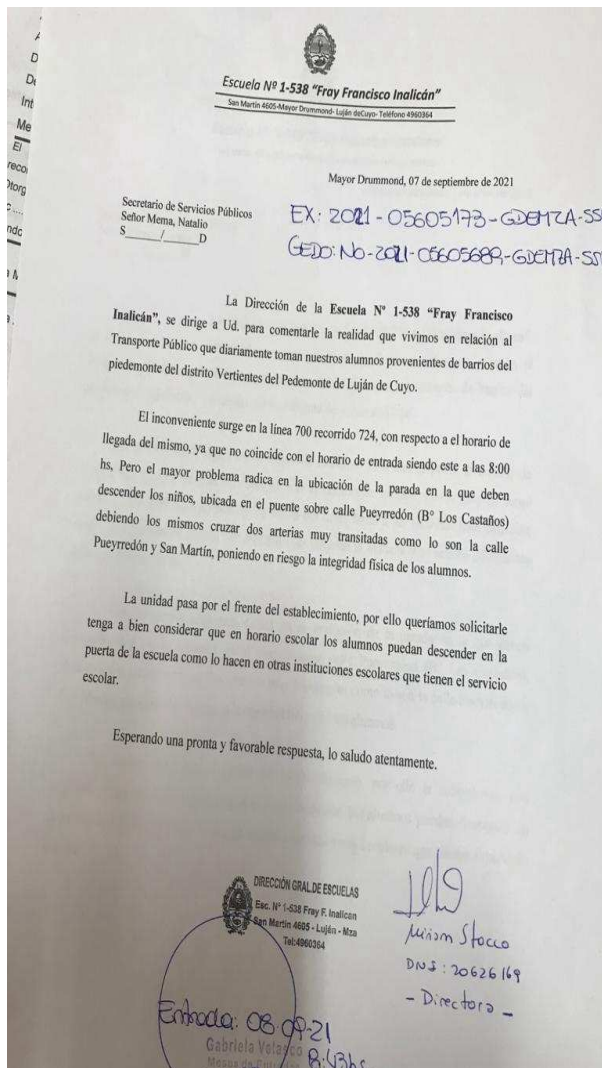 D
De
Int
Me
El
reco
Otorg
ndo
Escuela Nº 1-538 “Fray Francisco Inalicán”
San Martín 4605-Mayor Drummond- Luján deCuyo- Teléfono 4960364
Mayor Drummond, 07 de septiembre de 2021
Secretario de Servicios Públicos
Señor Mema, Natalio
S______/______D
EX: 2021-05605173-GDEMZA-SS
GEDO: No-2021-05605689-GDEMZA-SS
La Dirección de la Escuela Nº 1-538 “Fray Francisco
Inalicán”, se dirige a Ud. para comentarle la realidad que vivimos en relación al
Transporte Público que diariamente toman nuestros alumnos provenientes de barrios del
piedemonte del distrito Vertientes del Pedemonte de Luján de Cuyo.
El inconveniente surge en la línea 700 recorrido 724, con respecto a el horario de
llegada del mismo, ya que no coincide con el horario de entrada siendo este a las 8:00
hs, Pero el mayor problema radica en la ubicación de la parada en la que deben
descender los niños, ubicada en el puente sobre calle Pueyrredón (B° Los Castaños)
debiendo los mismos cruzar dos arterias muy transitadas como lo son la calle
Pueyrredón y San Martín, poniendo en riesgo la integridad física de los alumnos.
La unidad pasa por el frente del establecimiento, por ello queríamos solicitarle
tenga a bien considerar que en horario escolar los alumnos puedan descender en la
puerta de la escuela como lo hacen en otras instituciones escolares que tienen el servicio
escolar.
Esperando una pronta y favorable respuesta, lo saludo atentamente.
DIRECCIÓN GRAL.DE ESCUELAS
Esc. Nº 1-538 Fray F. Inalican
San Martin 4605 - Luján - Mza
Tel:4960364
Miriam Stocco
DNI: 20626169
- Directora -
Entrada: 08-09-21
Gabriela Velasco
8:43hs
Mesa de Entradas